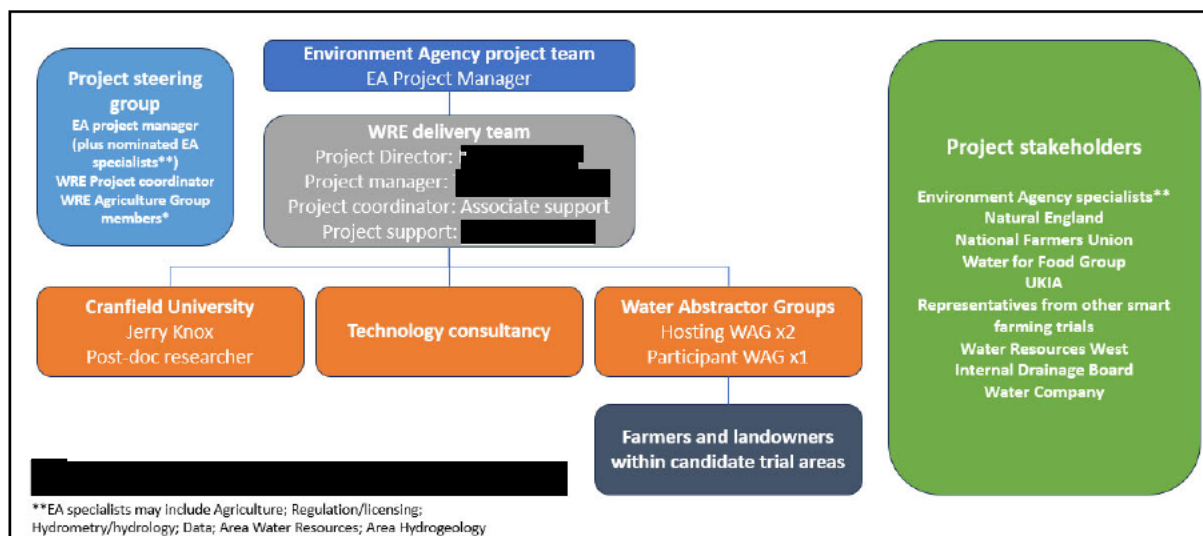 Project steering
group
EA project manager
(plus nominated EA
specialists**)
WRE Project coordinator
WRE Agriculture Group
members*
Environment Agency project team
EA Project Manager
WRE delivery team
Project Director:
Project manager:
Project coordinator: Associate support
Project support:
Cranfield University
Jerry Knox
Post-doc researcher
Technology consultancy
Water Abstractor Groups
Hosting WAG x2
Participant WAG x1
Farmers and landowners
within candidate trial areas
Project stakeholders
Environment Agency specialists**
Natural England
National Farmers Union
Water for Food Group
UKIA
Representatives from other smart
farming trials
Water Resources West
Internal Drainage Board
Water Company
**EA specialists may include Agriculture; Regulation/licensing;
Hydrometry/hydrology; Data; Area Water Resources; Area Hydrogeology